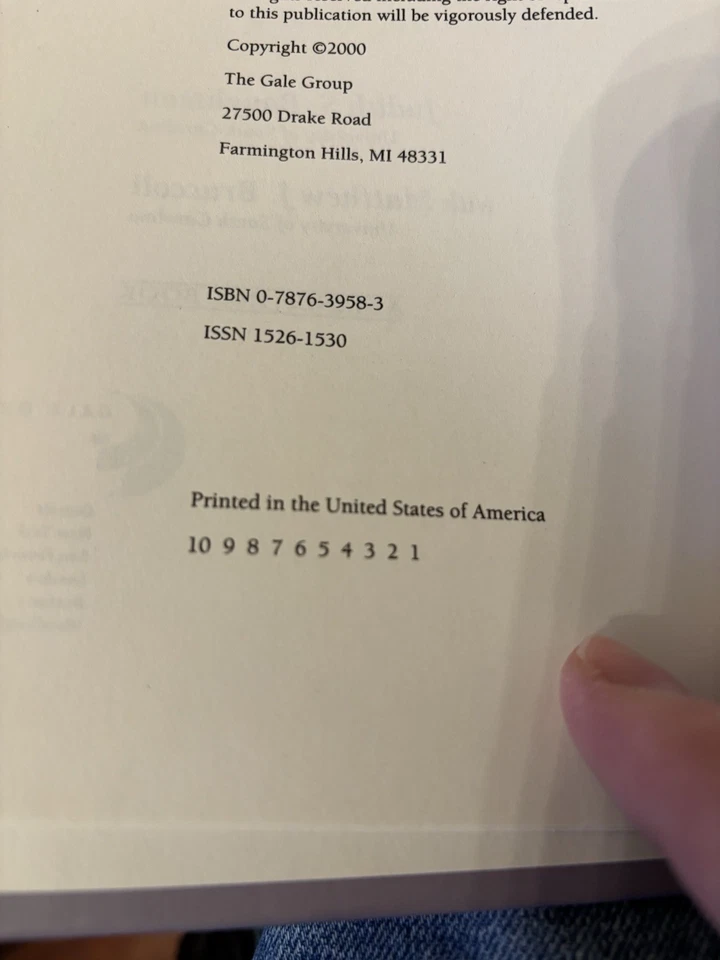 to this publication will be vigorously defended.
Copyright ©2000
The Gale Group
27500 Drake Road
Farmington Hills, MI 48331
ISBN 0-7876-3958-3
ISSN 1526-1530
Printed in the United States of America
10 9 8 7 6 5 4 3 2 1